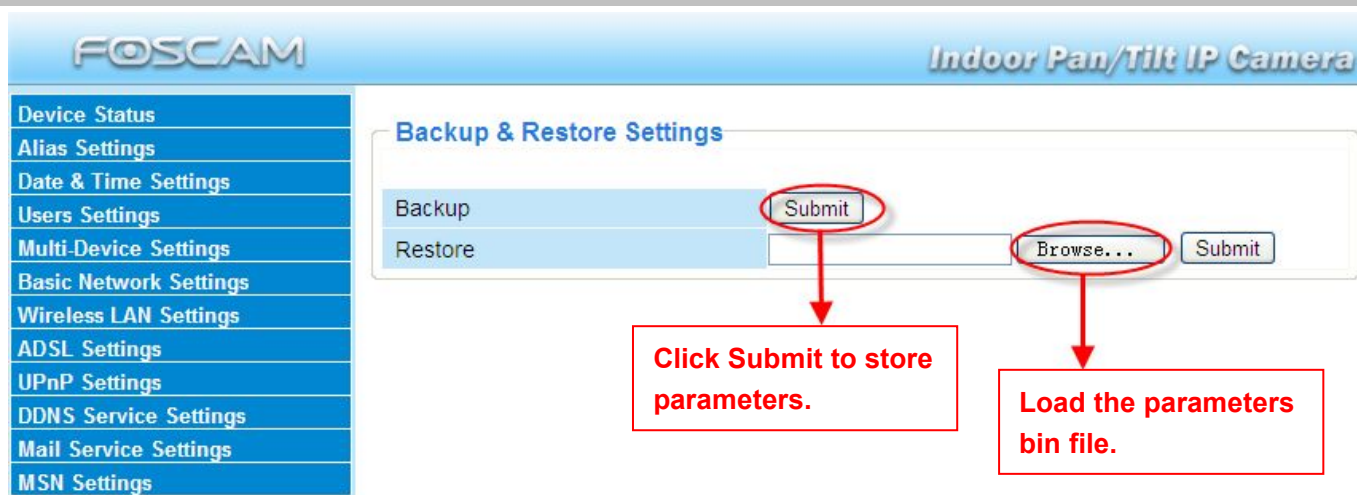 FOSCAM
Indoor Pan/Tilt IP Camera
Device Status
Alias Settings
Date & Time Settings
Users Settings
Multi-Device Settings
Basic Network Settings
Wireless LAN Settings
ADSL Settings
UPnP Settings
DDNS Service Settings
Mail Service Settings
MSN Settings
Backup & Restore Settings
Backup Submit
Restore Browse... Submit
Click Submit to store
parameters.
Load the parameters
bin file.